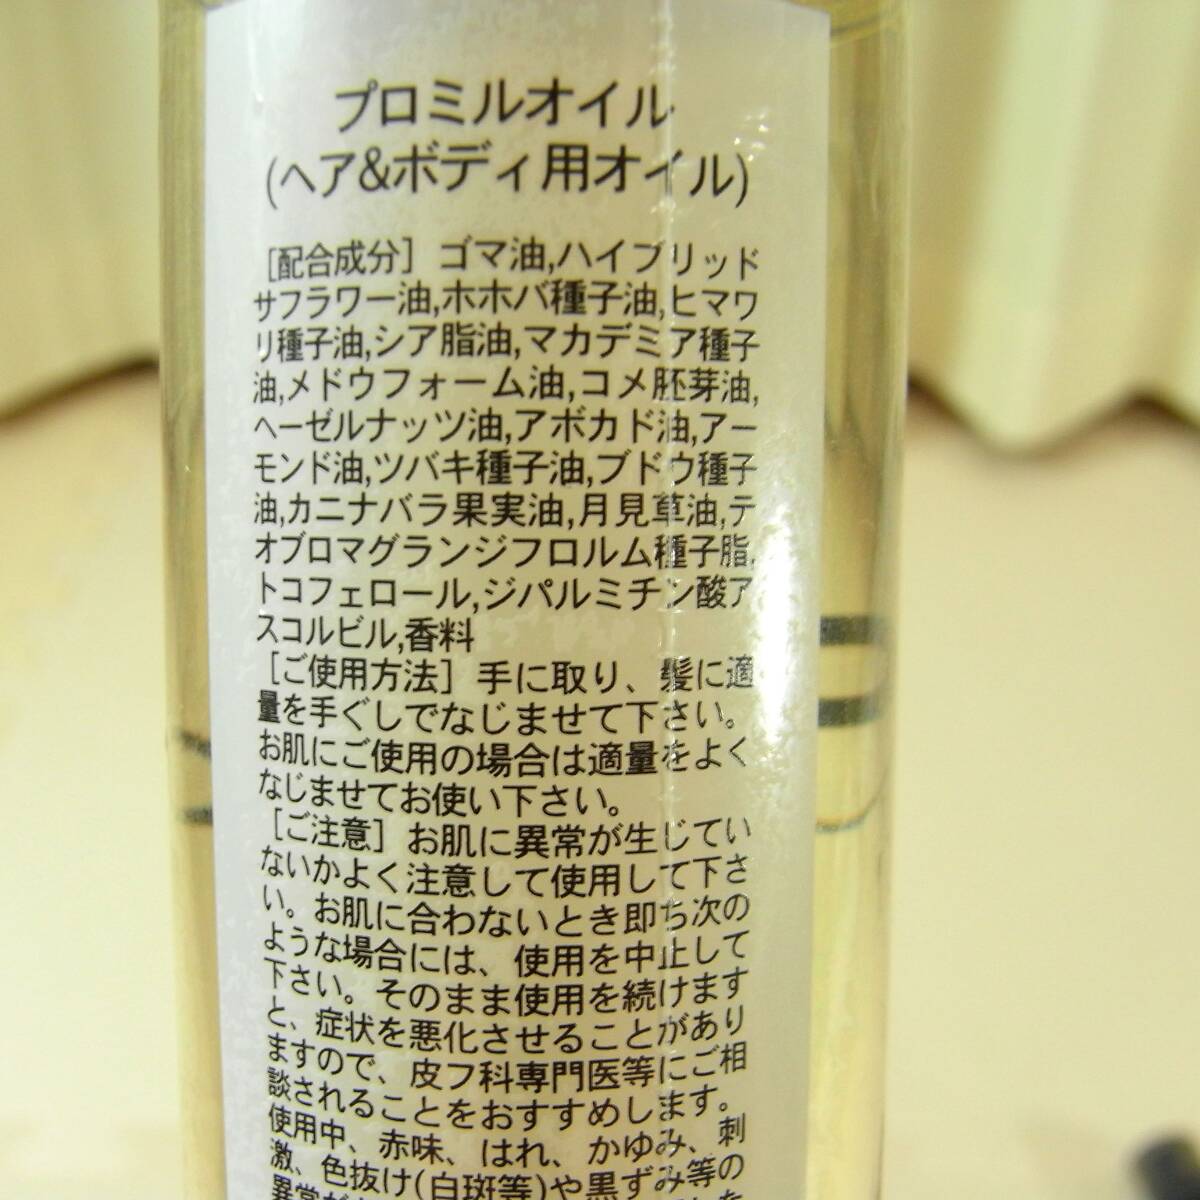 プロミルオイル
(ヘア&ボディ用オイル)
［配合成分］ゴマ油,ハイブリッド
サフラワー油,ホホバ種子油,ヒマワ
リ種子油,シア脂油,マカデミア種子
油,メドウフォーム油,コメ胚芽油,
ヘーゼルナッツ油,アボカド油,アー
モンド油,ツバキ種子油,ブドウ種子
油,カニナバラ果実油,月見草油,テ
オブロマグランジフロルム種子脂,
トコフェロール,ジパルミチン酸ア
スコルビル,香料
［ご使用方法］手に取り、髪に適
量を手ぐしでなじませて下さい。
お肌にご使用の場合は適量をよく
なじませてお使い下さい。
［ご注意］お肌に異常が生じてい
ないかよく注意して使用して下さ
い。お肌に合わないとき即ち次の
ような場合には、使用を中止して
下さい。そのまま使用を続けます
と、症状を悪化させることがあり
ますので、皮フ科専門医等にご相
談されることをおすすめします。
使用中、赤味、はれ、かゆみ、刺
激、色抜け(白斑等)や黒ずみ等の